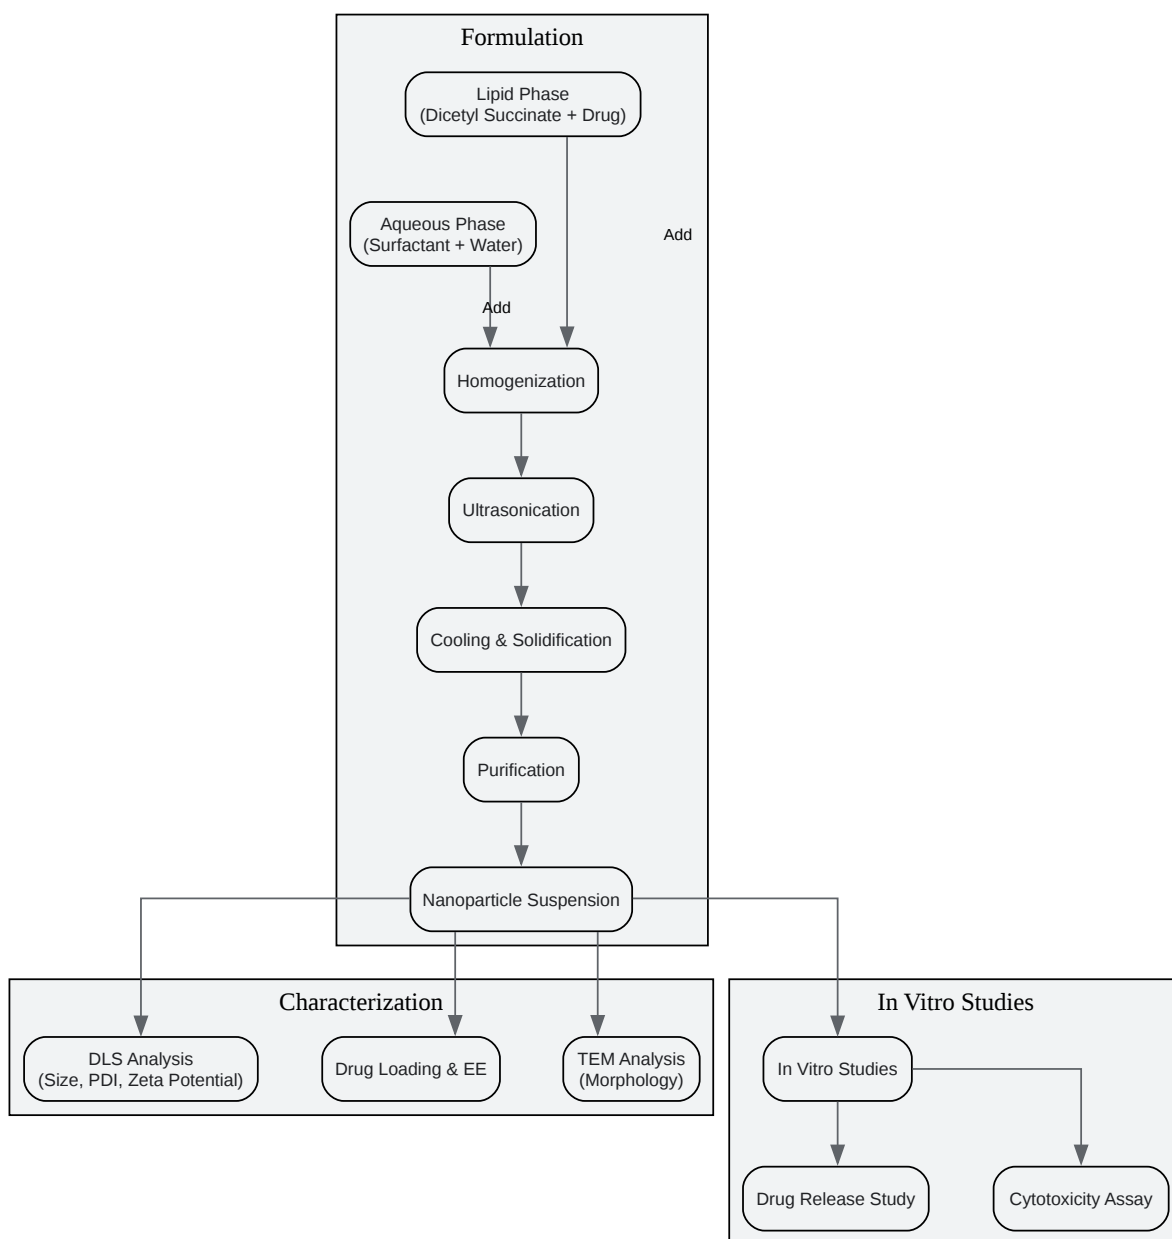 Formulation
Lipid Phase
(Dicetyl Succinate + Drug)
Aqueous Phase
(Surfactant + Water)
Add
Add
Homogenization
Ultrasonication
Cooling & Solidification
Purification
Nanoparticle Suspension
Characterization
DLS Analysis
(Size, PDI, Zeta Potential)
Drug Loading & EE
TEM Analysis
(Morphology)
In Vitro Studies
In Vitro Studies
Drug Release Study
Cytotoxicity Assay